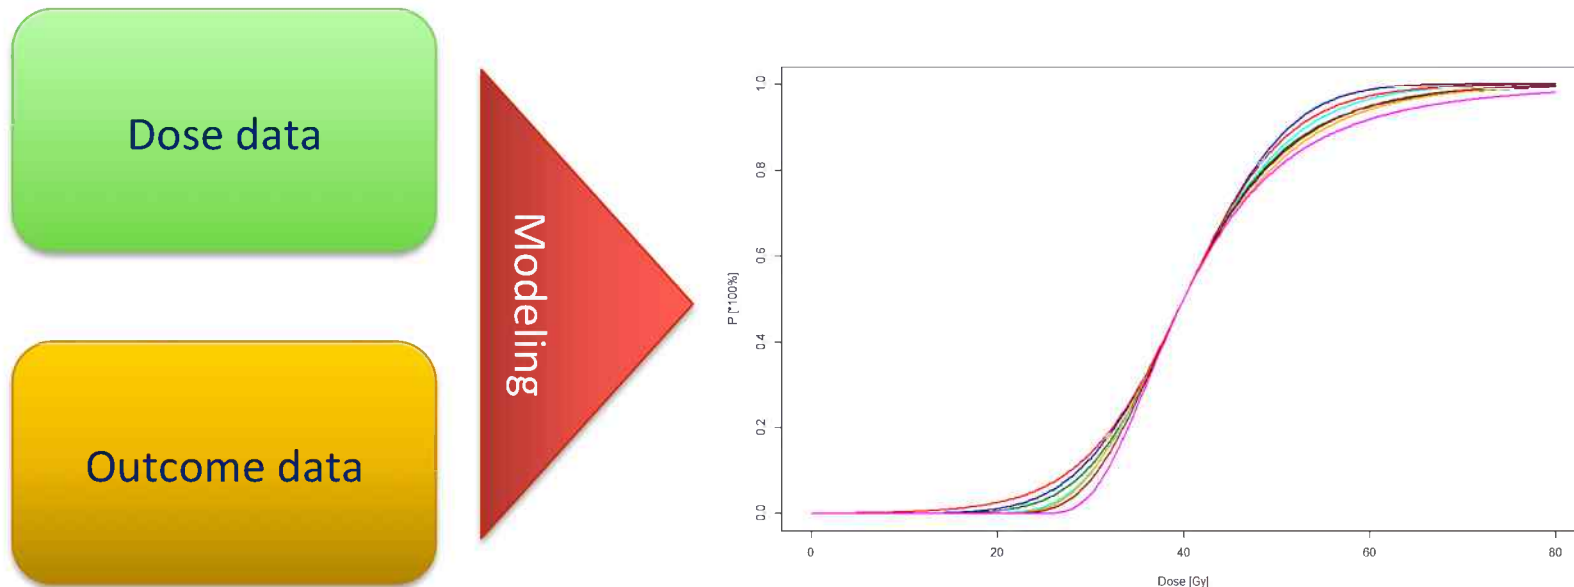 Dose data
Outcome data
Modeling
P [*100%]
1.0
0.8
0.6
0.4
0.2
0.0
0 20 40 60 80
Dose [Gy]